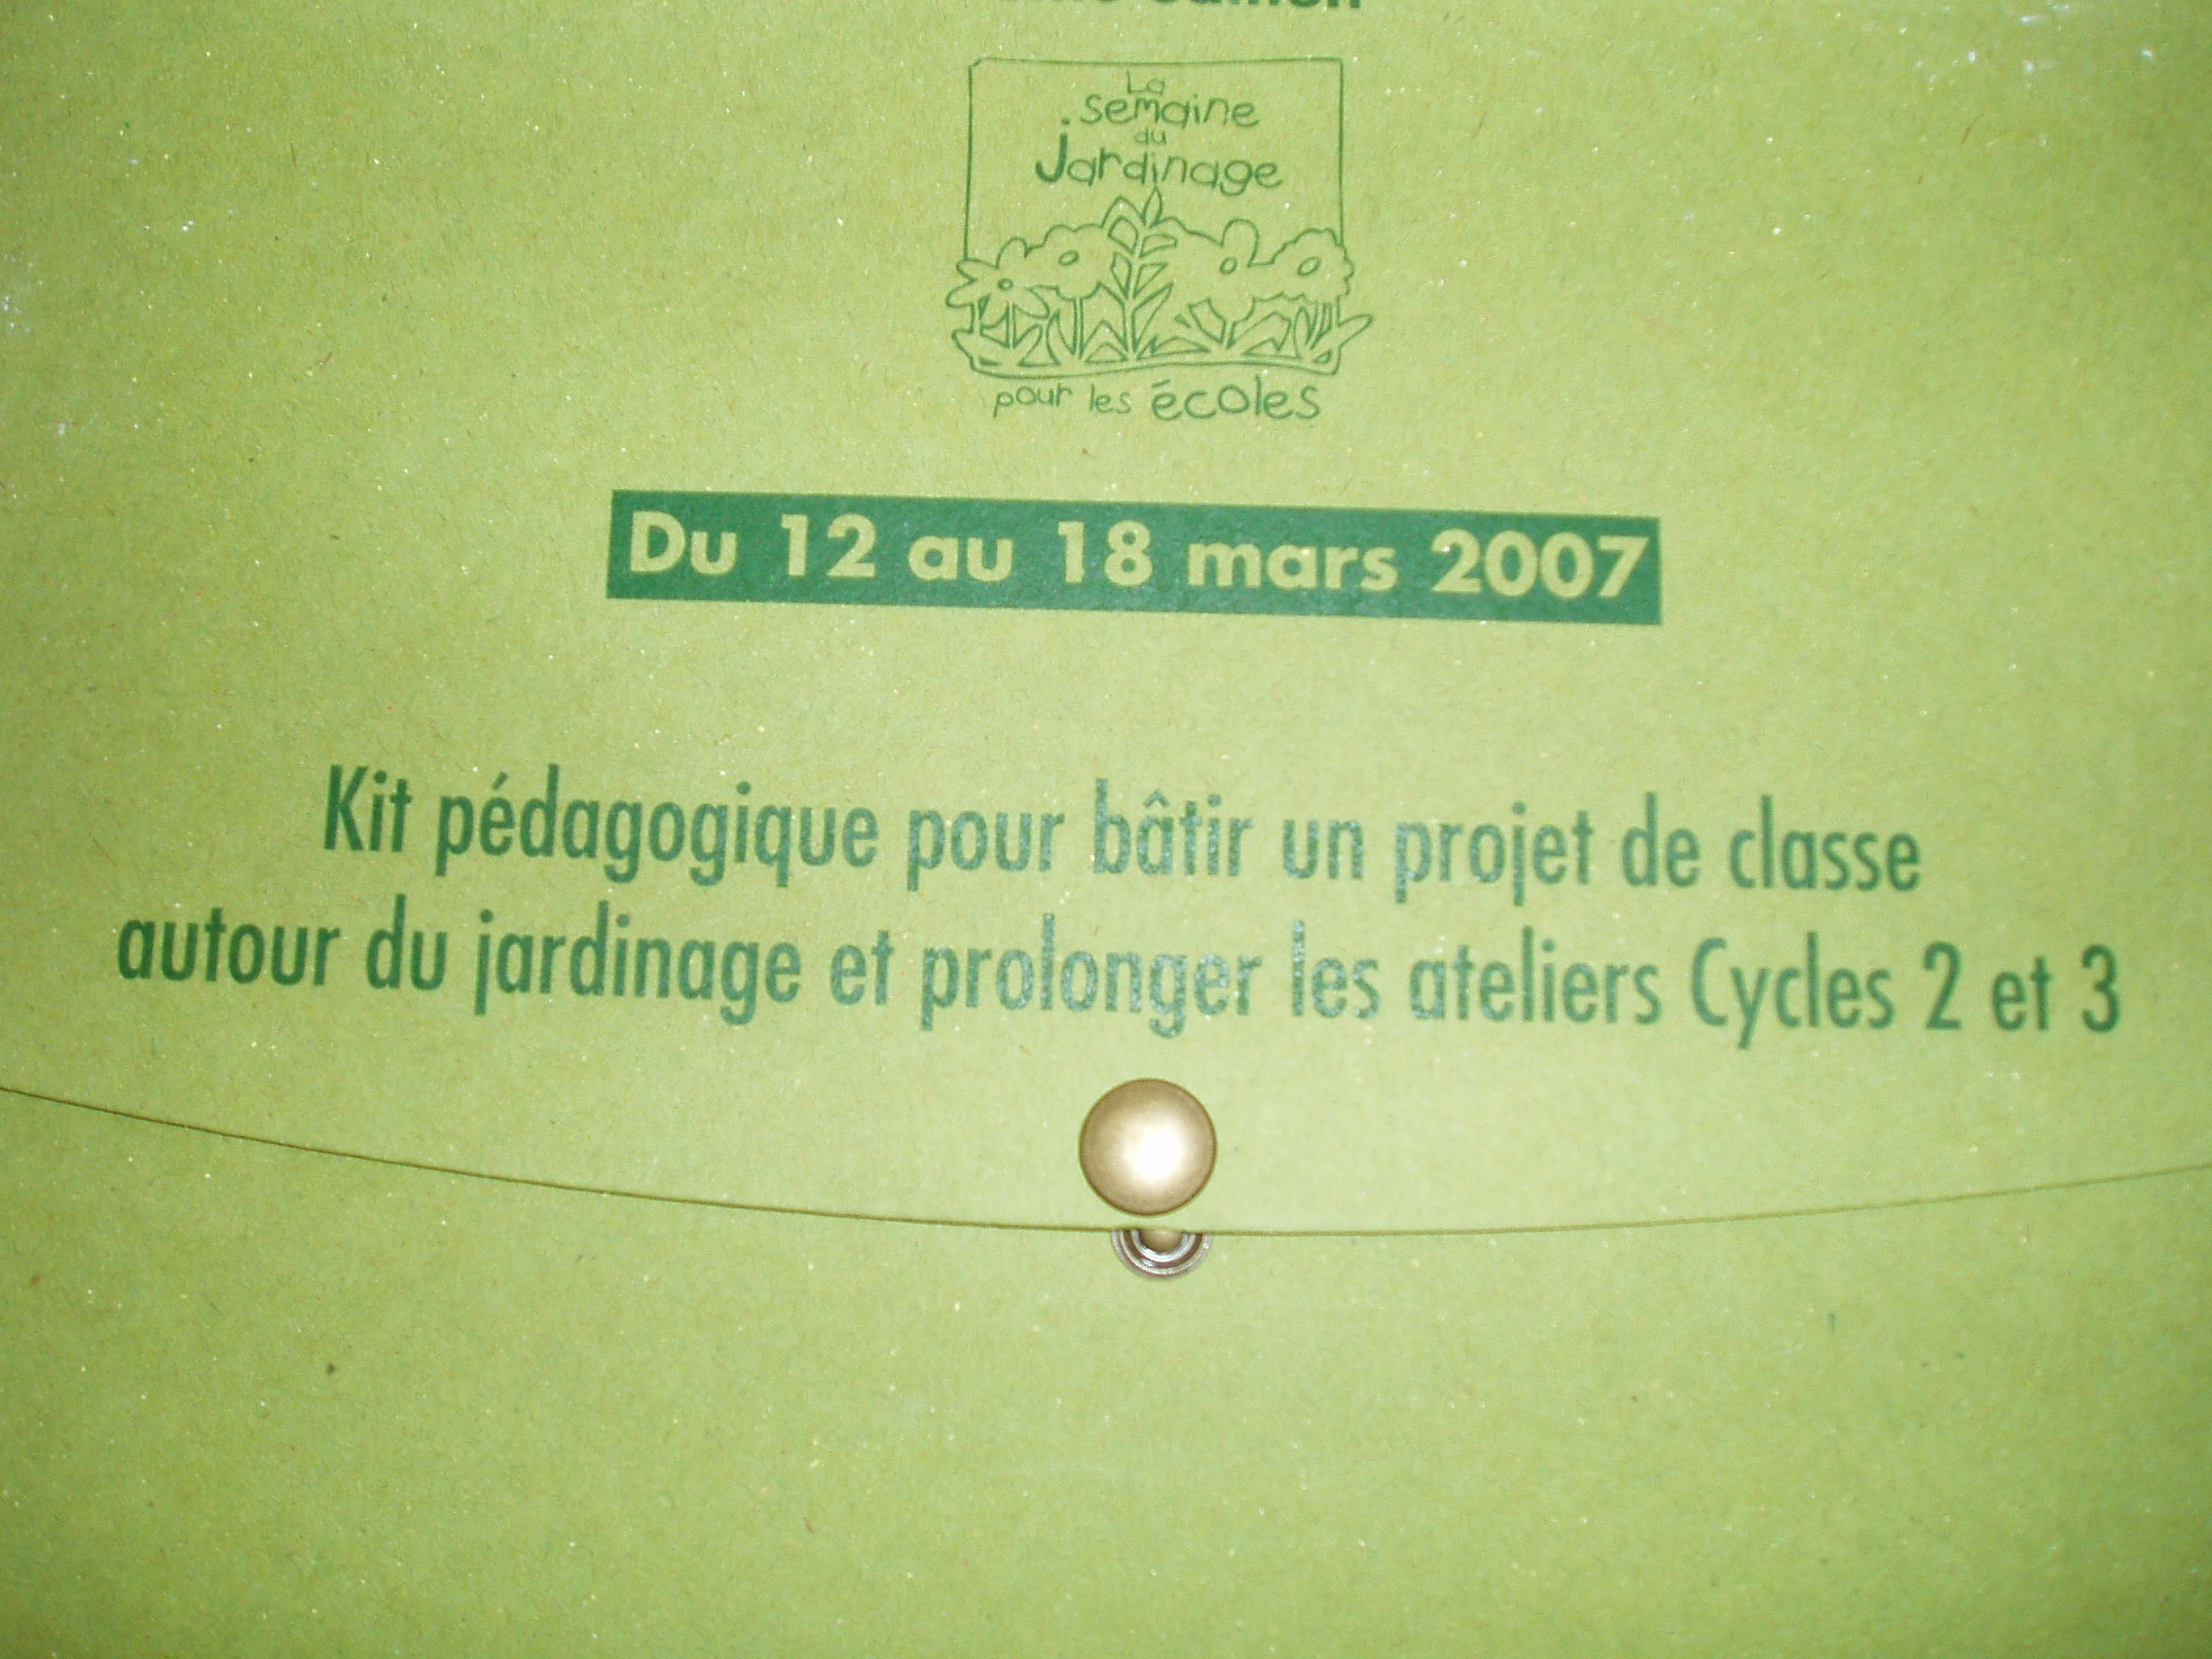 La
semaine
du
jardinage
pour les écoles
Du 12 au 18 mars 2007
Kit pédagogique pour bâtir un projet de classe
autour du jardinage et prolonger les ateliers Cycles 2 et 3